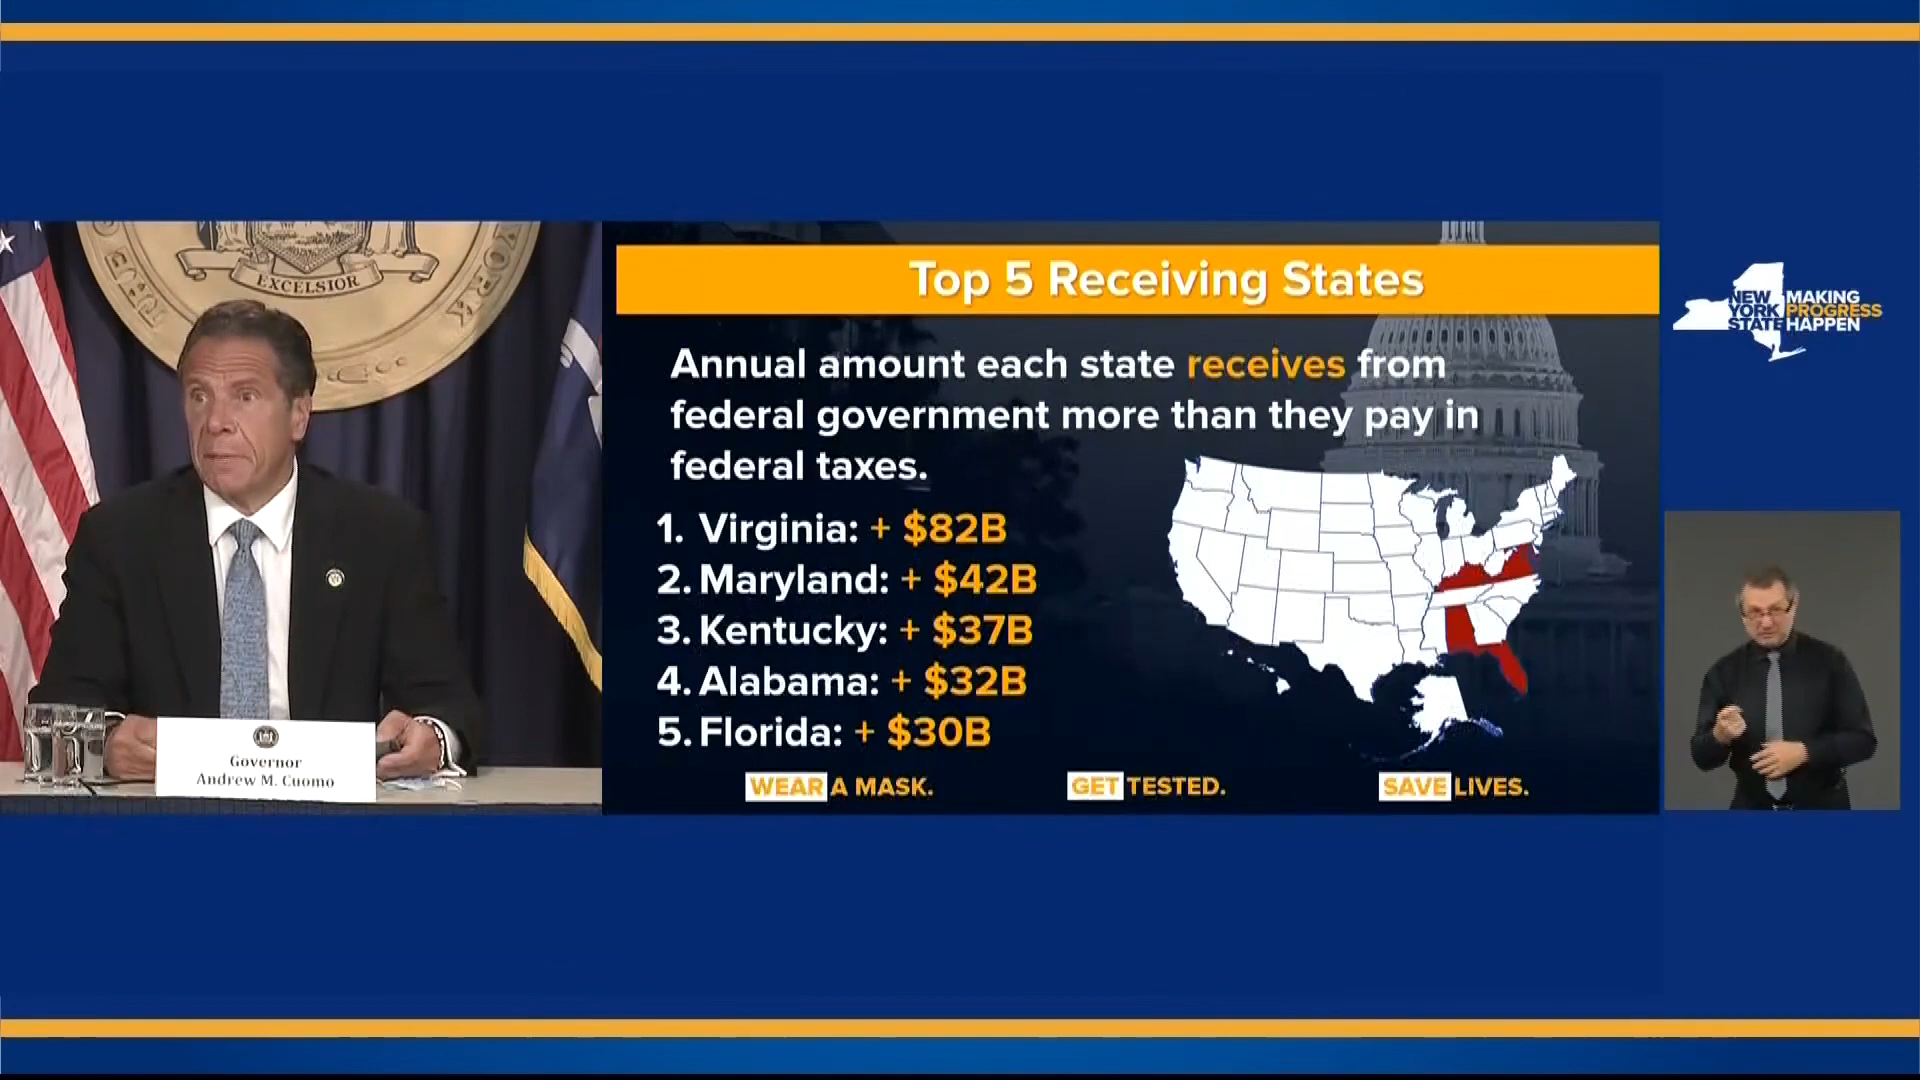 EXCELSIOR
YORK
Governor
Andrew M. Cuomo
Top 5 Receiving States
Annual amount each state receives from
federal government more than they pay in
federal taxes.
1. Virginia: + $82B
2. Maryland: + $42B
3. Kentucky: + $37B
4. Alabama: + $32B
5. Florida: + $30B
WEAR A MASK. GET TESTED. SAVE LIVES.
NEW YORK STATE
MAKING PROGRESS HAPPEN